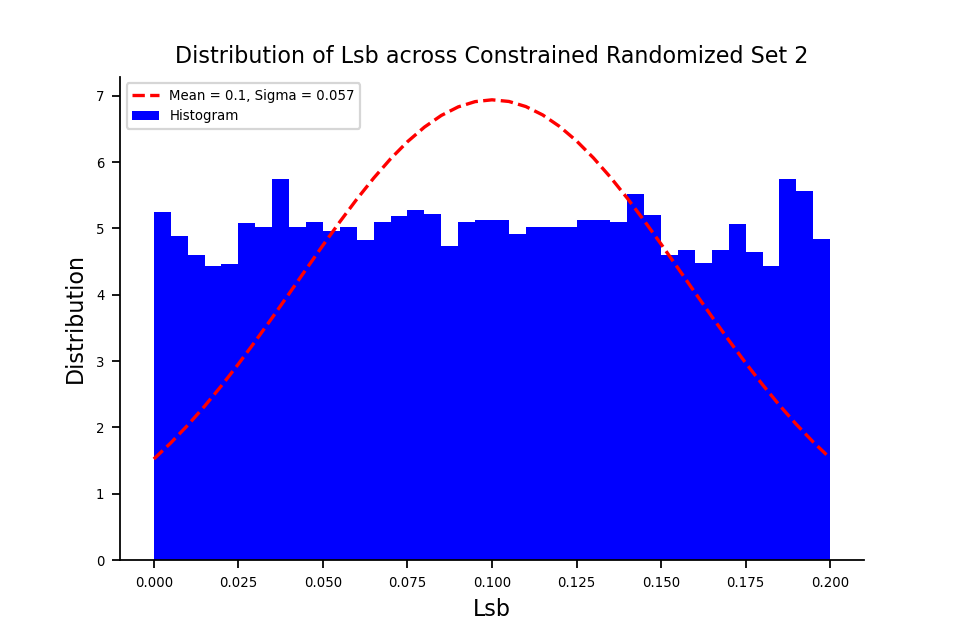 Distribution of Lsb across Constrained Randomized Set 2
Mean = 0.1, Sigma = 0.057
Histogram
Distribution
7
6
5
4
3
2
1
0
0.000 0.025 0.050 0.075 0.100 0.125 0.150 0.175 0.200
Lsb